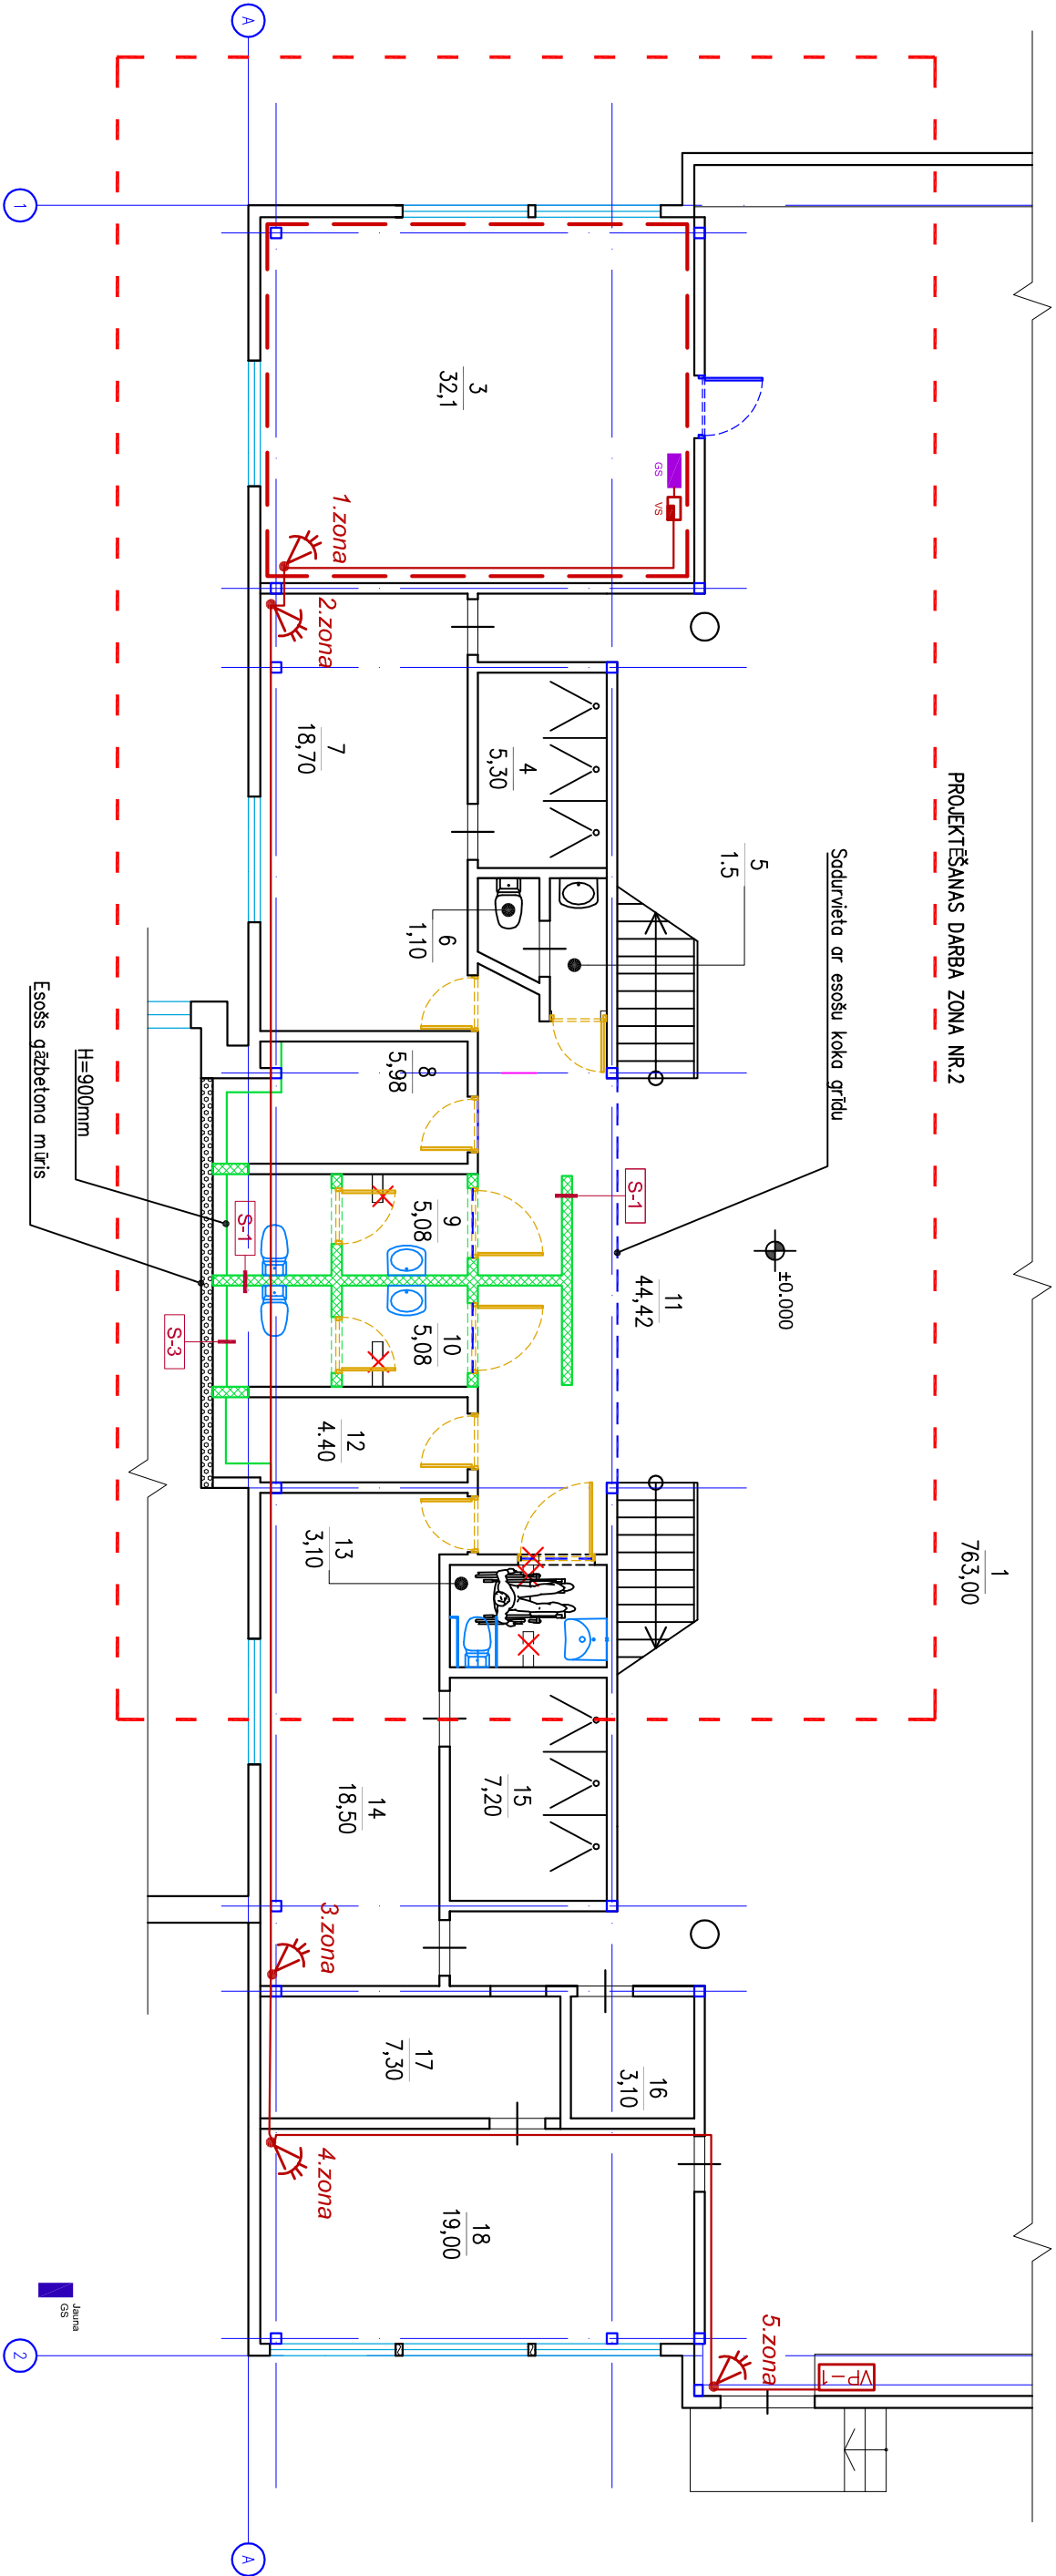 A
1
PROJEKTĒŠANAS DARBA ZONA NR.2
3
32,1
GS
VS
1.zona
2.zona
7
18,70
4
5,30
5
1.5
6
1,10
Sadurvieta ar esošu koka grīdu
8
5,98
S-1
9
5,08
10
5,08
11
44,42
±0.000
S-1
S-3
H=900mm
Esošs gāzbetona mūris
12
4.40
13
3,10
1
763,00
14
18,50
15
7,20
3.zona
16
3,10
17
7,30
4.zona
18
19,00
5.zona
VP-1
Jauna
GS
2
A